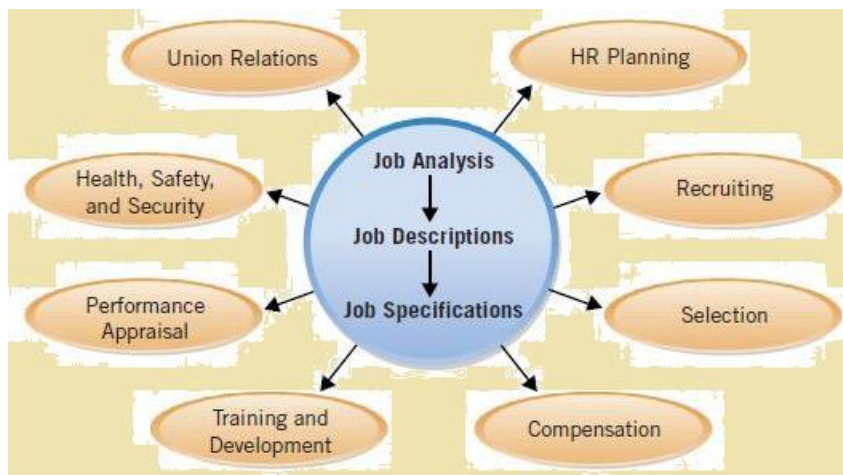 Union Relations
HR Planning
Job Analysis
Health, Safety,
and Security
Recruiting
Job Descriptions
Performance
Appraisal
Job Specifications
Selection
Training and
Development
Compensation